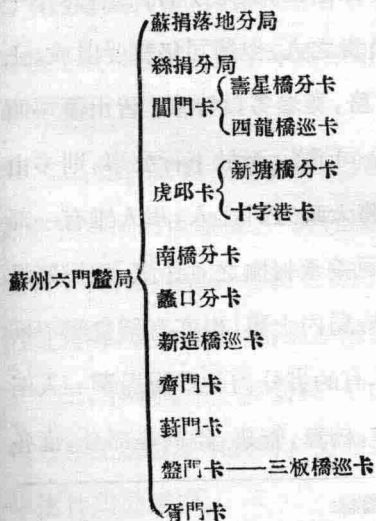 蘇州六門釐局
蘇捐落地分局
絲捐分局
閶門卡
壽星橋分卡
西龍橋巡卡
虎邱卡
新塘橋分卡
十字港卡
南橋分卡
蠡口分卡
新造橋巡卡
齊門卡
葑門卡
盤門卡——三板橋巡卡
胥門卡